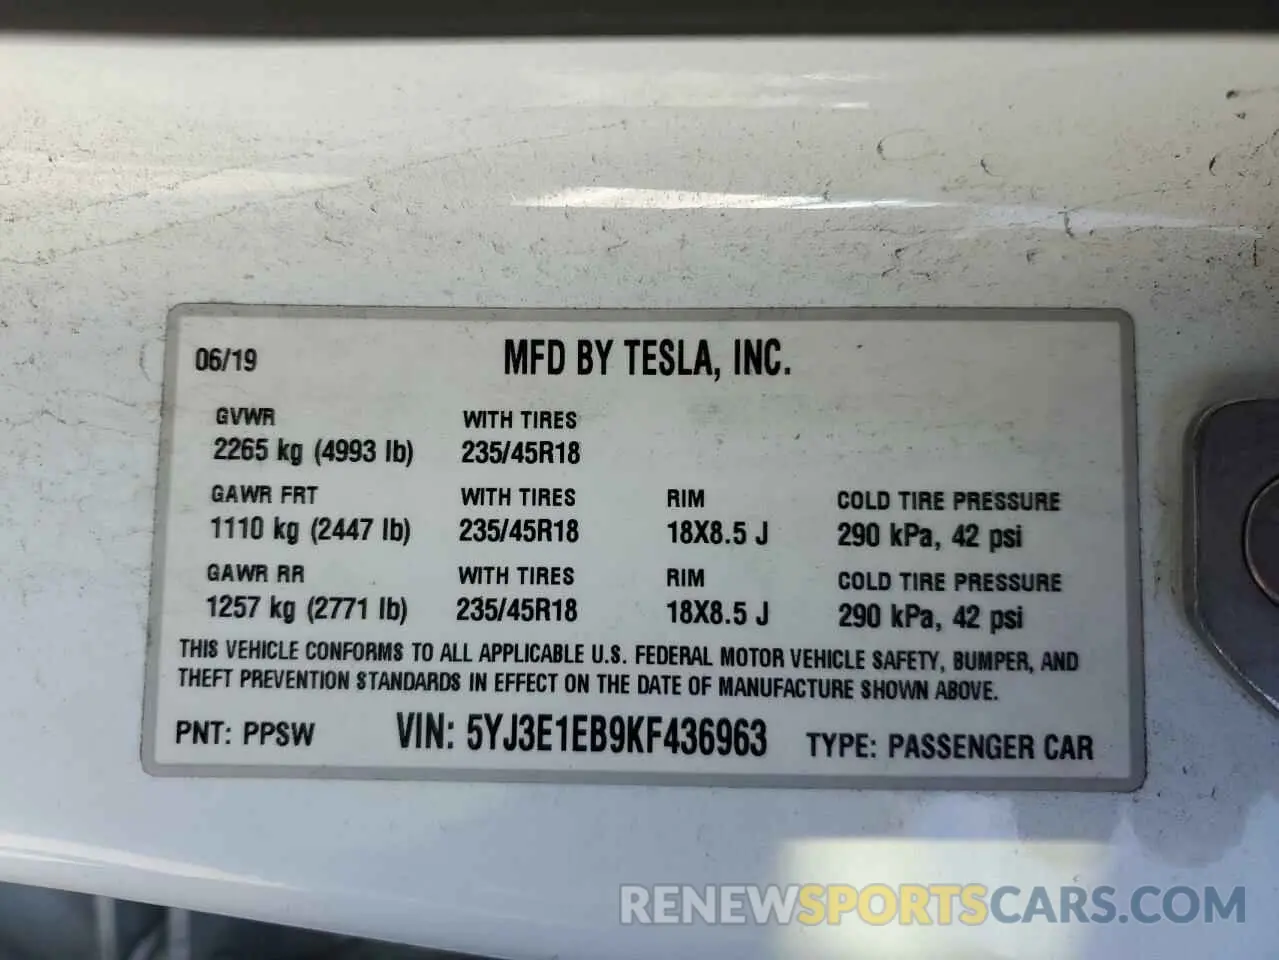 06/19 MFD BY TESLA, INC.
GVWR WITH TIRES
2265 kg (4993 lb) 235/45R18
GAWR FRT WITH TIRES RIM COLD TIRE PRESSURE
1110 kg (2447 lb) 235/45R18 18X8.5 J 290 kPa, 42 psi
GAWR RR WITH TIRES RIM COLD TIRE PRESSURE
1257 kg (2771 lb) 235/45R18 18X8.5 J 290 kPa, 42 psi
THIS VEHICLE CONFORMS TO ALL APPLICABLE U.S. FEDERAL MOTOR VEHICLE SAFETY, BUMPER, AND
THEFT PREVENTION STANDARDS IN EFFECT ON THE DATE OF MANUFACTURE SHOWN ABOVE.
PNT: PPSW VIN: 5YJ3E1EB9KF436963 TYPE: PASSENGER CAR
RENEWSPORTSCARS.COM